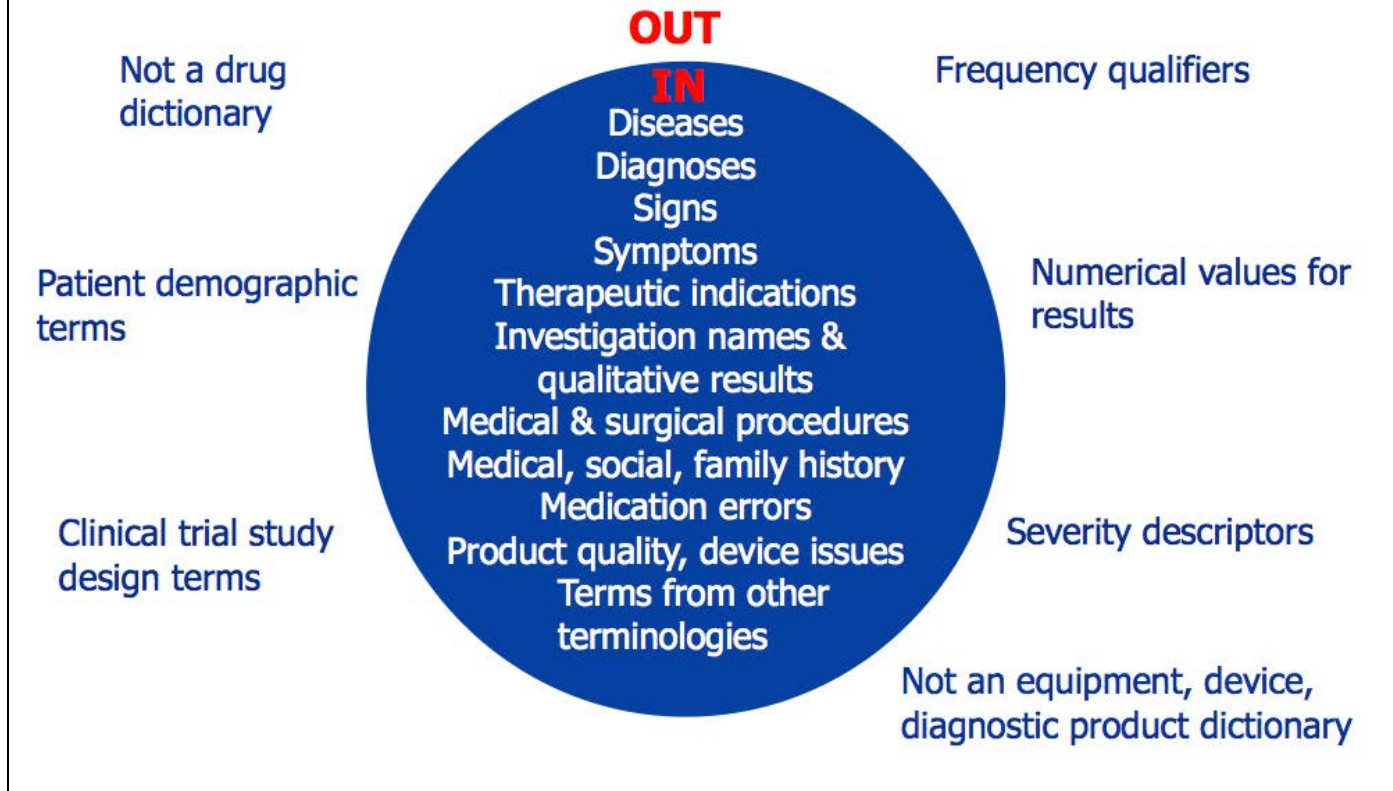 OUT
IN
Diseases
Diagnoses
Signs
Symptoms
Therapeutic indications
Investigation names &
qualitative results
Medical & surgical procedures
Medical, social, family history
Medication errors
Product quality, device issues
Terms from other
terminologies
Not a drug
dictionary
Patient demographic
terms
Clinical trial study
design terms
Frequency qualifiers
Numerical values for
results
Severity descriptors
Not an equipment, device,
diagnostic product dictionary